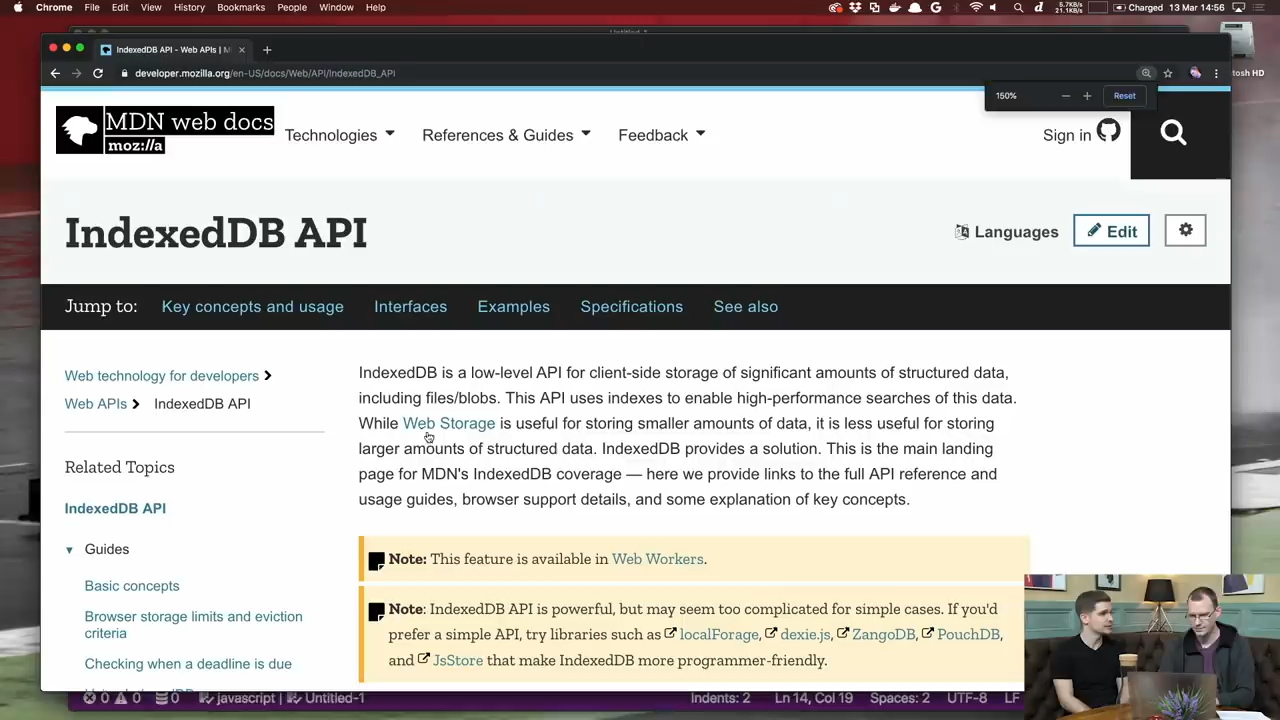 Chrome File Edit View History Bookmarks People Window Help
5.7KB/s
21.1KB/s
Charged 13 Mar 14:56
Untitled-1
IndexedDB API - Web APIs | M
developer.mozilla.org/en-US/docs/Web/API/IndexedDB_API
tosh HD
150% − + Reset
MDN web docs
moz://a
Technologies References & Guides Feedback
Sign in
IndexedDB API
Languages Edit
Jump to: Key concepts and usage Interfaces Examples Specifications See also
Web technology for developers
Web APIs IndexedDB API
Related Topics
IndexedDB API
Guides
Basic concepts
Browser storage limits and eviction
criteria
Checking when a deadline is due
IndexedDB is a low-level API for client-side storage of significant amounts of structured data,
including files/blobs. This API uses indexes to enable high-performance searches of this data.
While Web Storage is useful for storing smaller amounts of data, it is less useful for storing
larger amounts of structured data. IndexedDB provides a solution. This is the main landing
page for MDN's IndexedDB coverage — here we provide links to the full API reference and
usage guides, browser support details, and some explanation of key concepts.
Note: This feature is available in Web Workers.
Note: IndexedDB API is powerful, but may seem too complicated for simple cases. If you'd
prefer a simple API, try libraries such as localForage, dexie.js, ZangoDB, PouchDB,
and JsStore that make IndexedDB more programmer-friendly.
0 0 0 javascript | Untitled-1 Indents: 2 Ln 14, Col 19 Spaces: 2 UTF-8 LF